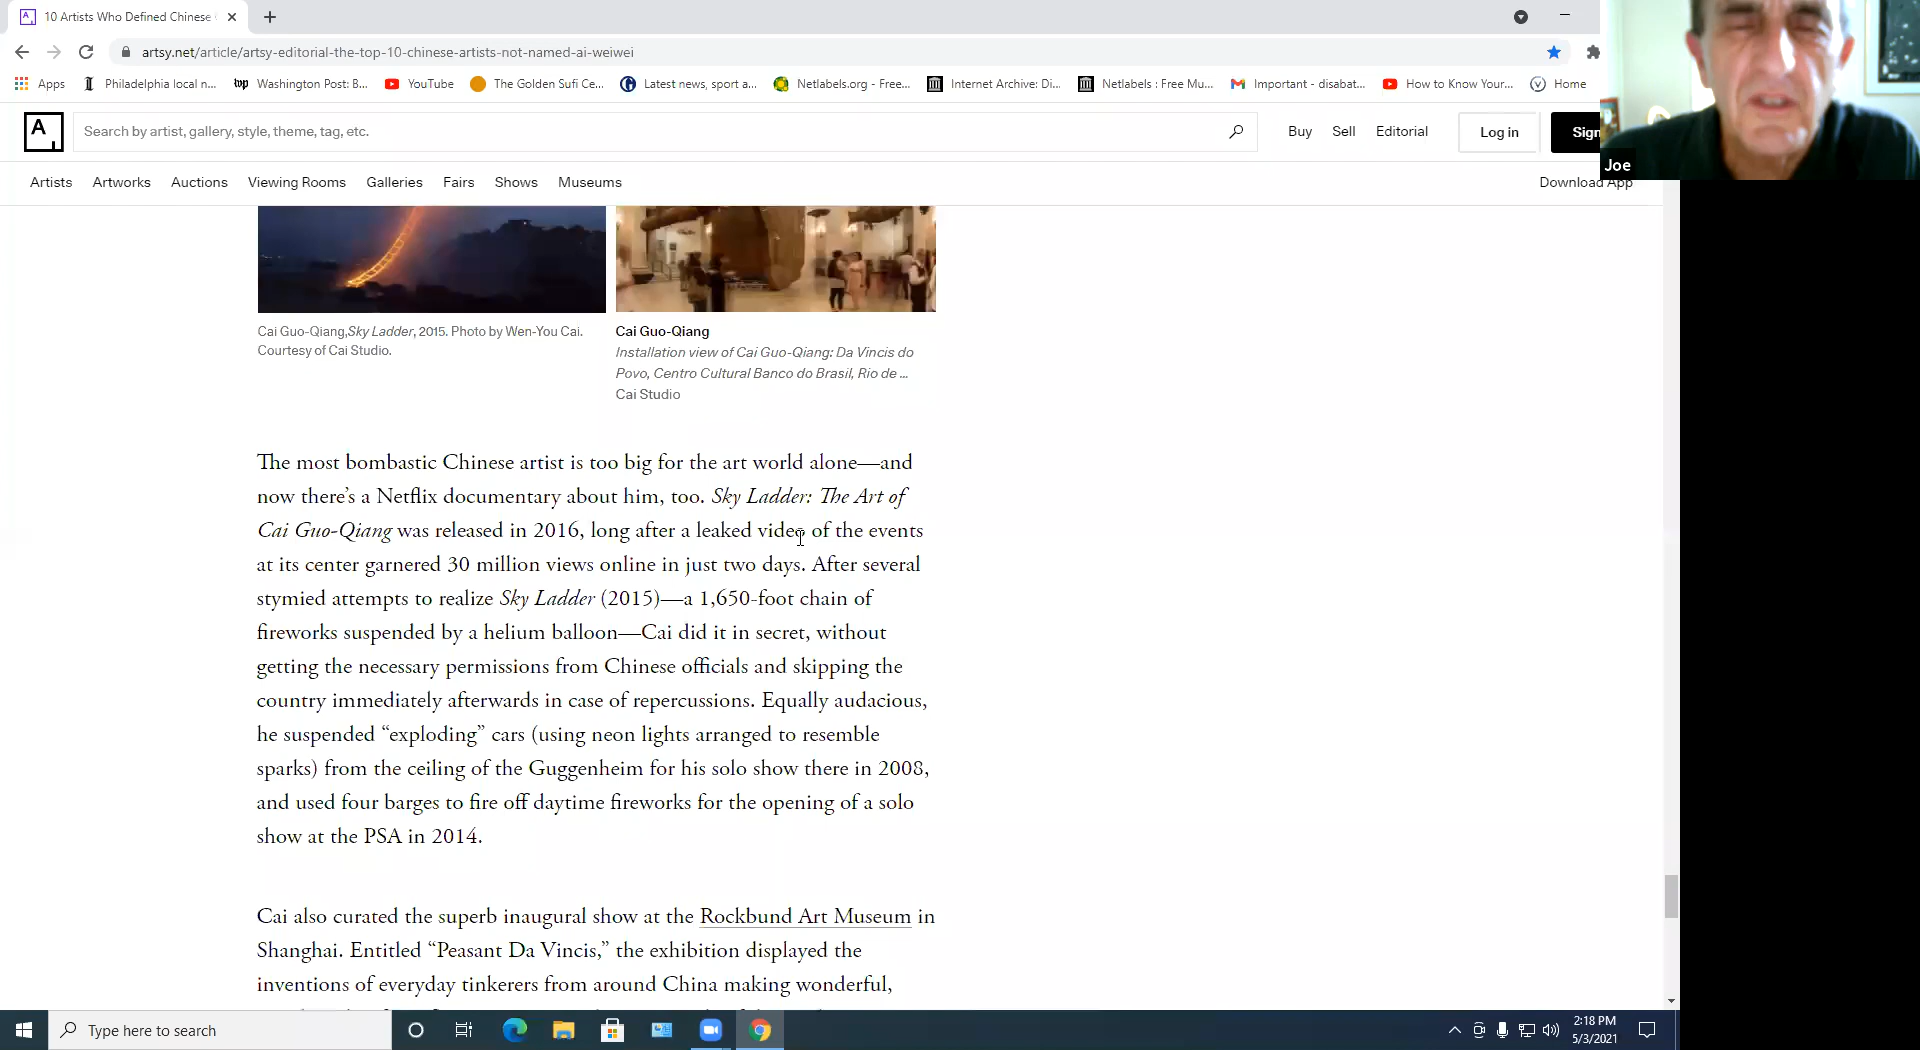 10 Artists Who Defined Chinese
artsy.net/article/artsy-editorial-the-top-10-chinese-artists-not-named-ai-weiwei
Apps
Philadelphia local n...
wp
Washington Post: B...
YouTube
The Golden Sufi Ce...
Latest news, sport a...
Netlabels.org - Free...
Internet Archive: Di...
Netlabels : Free Mu...
Important - disabat...
How to Know Your...
Home
A
Search by artist, gallery, style, theme, tag, etc.
Buy
Sell
Editorial
Log in
Sign
Joe
Artists
Artworks
Auctions
Viewing Rooms
Galleries
Fairs
Shows
Museums
Download App
Cai Guo-Qiang,Sky Ladder, 2015. Photo by Wen-You Cai.
Courtesy of Cai Studio.
Cai Guo-Qiang
Installation view of Cai Guo-Qiang: Da Vincis do
Povo, Centro Cultural Banco do Brasil, Rio de ...
Cai Studio
The most bombastic Chinese artist is too big for the art world alone—and
now there's a Netflix documentary about him, too. Sky Ladder: The Art of
Cai Guo-Qiang was released in 2016, long after a leaked video of the events
at its center garnered 30 million views online in just two days. After several
stymied attempts to realize Sky Ladder (2015)—a 1,650-foot chain of
fireworks suspended by a helium balloon—Cai did it in secret, without
getting the necessary permissions from Chinese officials and skipping the
country immediately afterwards in case of repercussions. Equally audacious,
he suspended “exploding” cars (using neon lights arranged to resemble
sparks) from the ceiling of the Guggenheim for his solo show there in 2008,
and used four barges to fire off daytime fireworks for the opening of a solo
show at the PSA in 2014.
Cai also curated the superb inaugural show at the Rockbund Art Museum in
Shanghai. Entitled “Peasant Da Vincis,” the exhibition displayed the
inventions of everyday tinkerers from around China making wonderful,
Type here to search
2:18 PM
5/3/2021